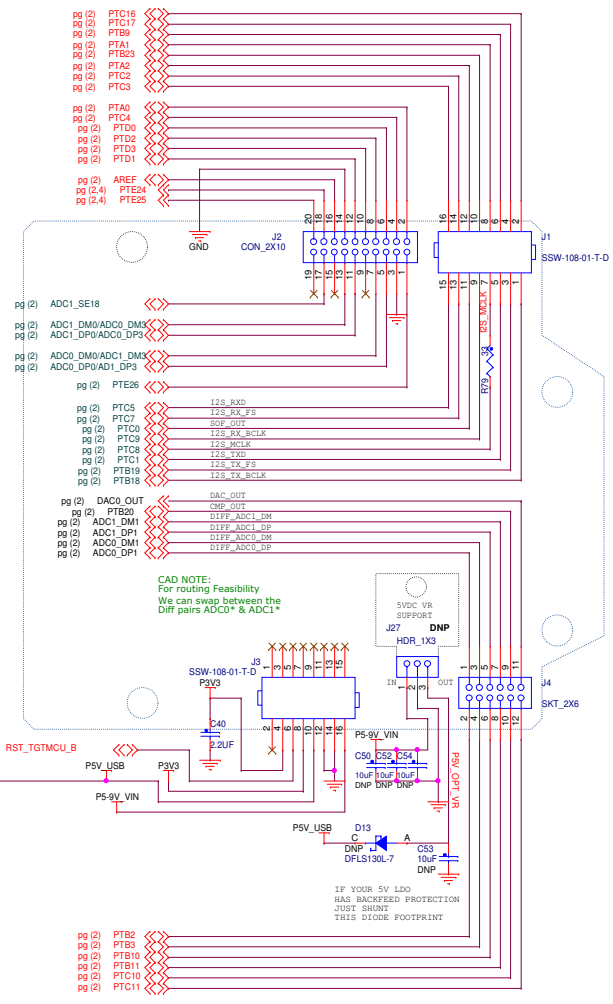 pg (2) PTC16
pg (2) PTC17
pg (2) PTB9
pg (2) PTA1
pg (2) PTB23
pg (2) PTA2
pg (2) PTC2
pg (2) PTC3
pg (2) PTA0
pg (2) PTC4
pg (2) PTD0
pg (2) PTD2
pg (2) PTD3
pg (2) PTD1
pg (2) AREF
pg (2,4) PTE24
pg (2,4) PTE25
20 18 16 14 12 10 8 6 4 2
16 14 12 10 8 6 4 2
GND
J2
CON_2X10
J1
SSW-108-01-T-D
19 17 15 13 11 9 7 5 3 1
15 13 11 9 7 5 3 1
I2S_MCLK
33
R79
pg (2) ADC1_SE18
pg (2) ADC1_DM0/ADC0_DM3
pg (2) ADC1_DP0/ADC0_DP3
pg (2) ADC0_DM0/ADC1_DM3
pg (2) ADC0_DP0/AD1_DP3
pg (2) PTE26
pg (2) PTC5 I2S_RXD
pg (2) PTC7 I2S_RX_FS
pg (2) PTC0 SOF_OUT
pg (2) PTC9 I2S_RX_BCLK
pg (2) PTC8 I2S_MCLK
pg (2) PTC1 I2S_TXD
pg (2) PTB19 I2S_TX_FS
pg (2) PTB18 I2S_TX_BCLK
pg (2) DAC0_OUT DAC_OUT
pg (2) PTB20 CMP_OUT
pg (2) ADC1_DM1 DIFF_ADC1_DM
pg (2) ADC1_DP1 DIFF_ADC1_DP
pg (2) ADC0_DM1 DIFF_ADC0_DM
pg (2) ADC0_DP1 DIFF_ADC0_DP
CAD NOTE:
For routing Feasibility
We can swap between the
Diff pairs ADC0* & ADC1*
5VDC VR
SUPPORT
J27 DNP
HDR_1X3
IN OUT
1 2 3
J3
SSW-108-01-T-D
1 3 5 7 9 11 13 15
2 4 6 8 10 12 14 16
1 3 5 7 9 11
J4
SKT_2X6
2 4 6 8 10 12
P3V3
C40
2.2UF
RST_TGTMCU_B
P5V_USB
P3V3
P5-9V_VIN
P5-9V_VIN
C50 C52 C54
10uF 10uF 10uF
DNP DNP DNP
P5V_OPT_VR
P5V_USB
D13
C A
DNP
DFLS130L-7
C53
10uF
DNP
IF YOUR 5V LDO
HAS BACKFEED PROTECTION
JUST SHUNT
THIS DIODE FOOTPRINT
pg (2) PTB2
pg (2) PTB3
pg (2) PTB10
pg (2) PTB11
pg (2) PTC10
pg (2) PTC11